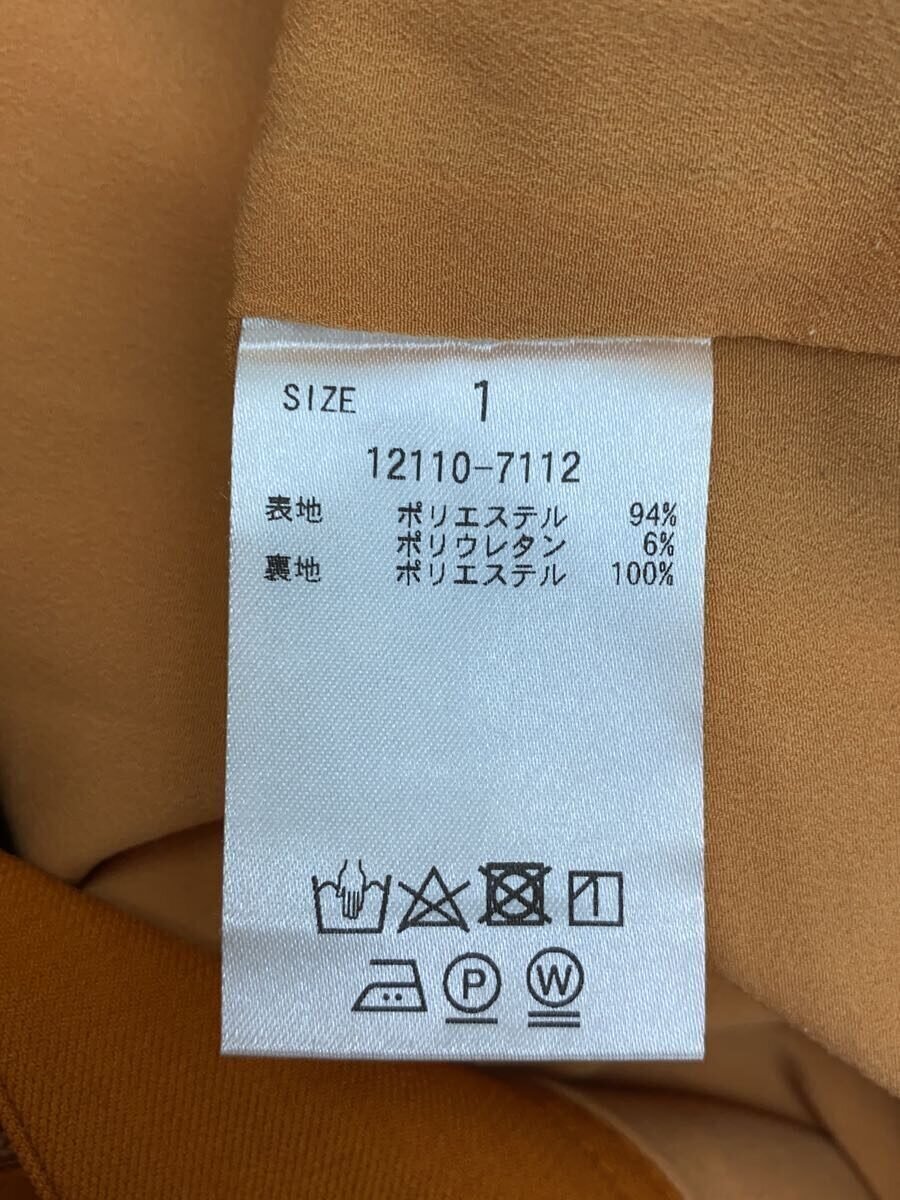 SIZE 1
12110-7112
表地 ポリエステル 94%
ポリウレタン 6%
裏地 ポリエステル 100%
P W